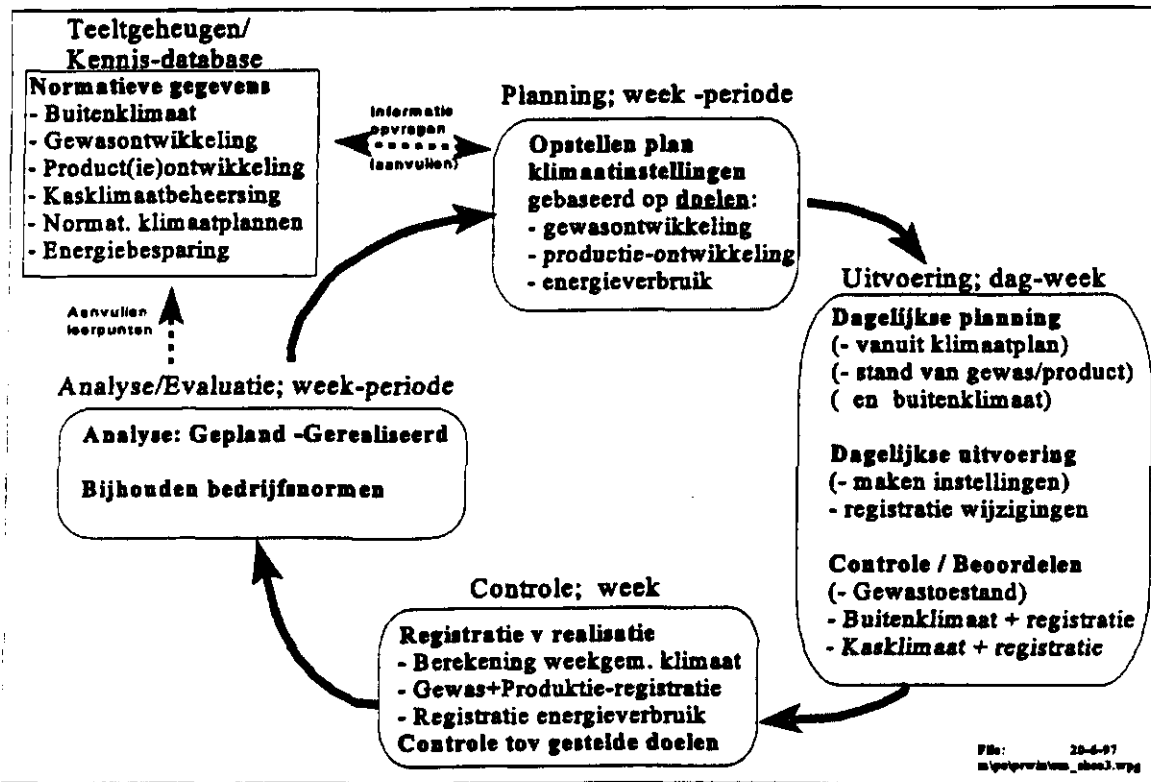 Teeltgeheugen/
Kennis-database
Normatieve gegevens
- Buitenklimaat
- Gewasontwikkeling
- Product(ie)ontwikkeling
- Kasklimaatbeheersing
- Normat. klimaatplannen
- Energiebesparing
Informatie
opvragen
(aanvullen)
Planning; week -periode
Opstellen plan
klimaatinstellingen
gebaseerd op doelen:
- gewasontwikkeling
- productie-ontwikkeling
- energieverbruik
Uitvoering; dag-week
Dagelijkse planning
(- vanuit klimaatplan)
(- stand van gewas/product)
( en buitenklimaat)
Dagelijkse uitvoering
(- maken instellingen)
- registratie wijzigingen
Controle / Beoordelen
(- Gewastoestand)
- Buitenklimaat + registratie
- Kasklimaat + registratie
Aanvullen
leerpunten
Analyse/Evaluatie; week-periode
Analyse: Gepland -Gerealiseerd
Bijhouden bedrijfsnormen
Controle; week
Registratie v realisatie
- Berekening weekgem. klimaat
- Gewas+Produktie-registratie
- Registratie energieverbruik
Controle tov gestelde doelen
File: 20-6-97